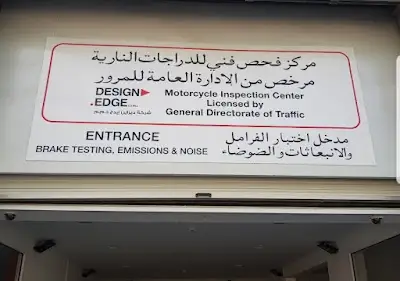 مركز فحص فني للدراجات النارية
مرخص من الادارة العامة للمرور
DESIGN
.EDGE
Motorcycle Inspection Center
Licensed by
General Directorate of Traffic
ENTRANCE
BRAKE TESTING, EMISSIONS & NOISE
مدخل اختبار الفرامل
والانبعاثات والضوضاء